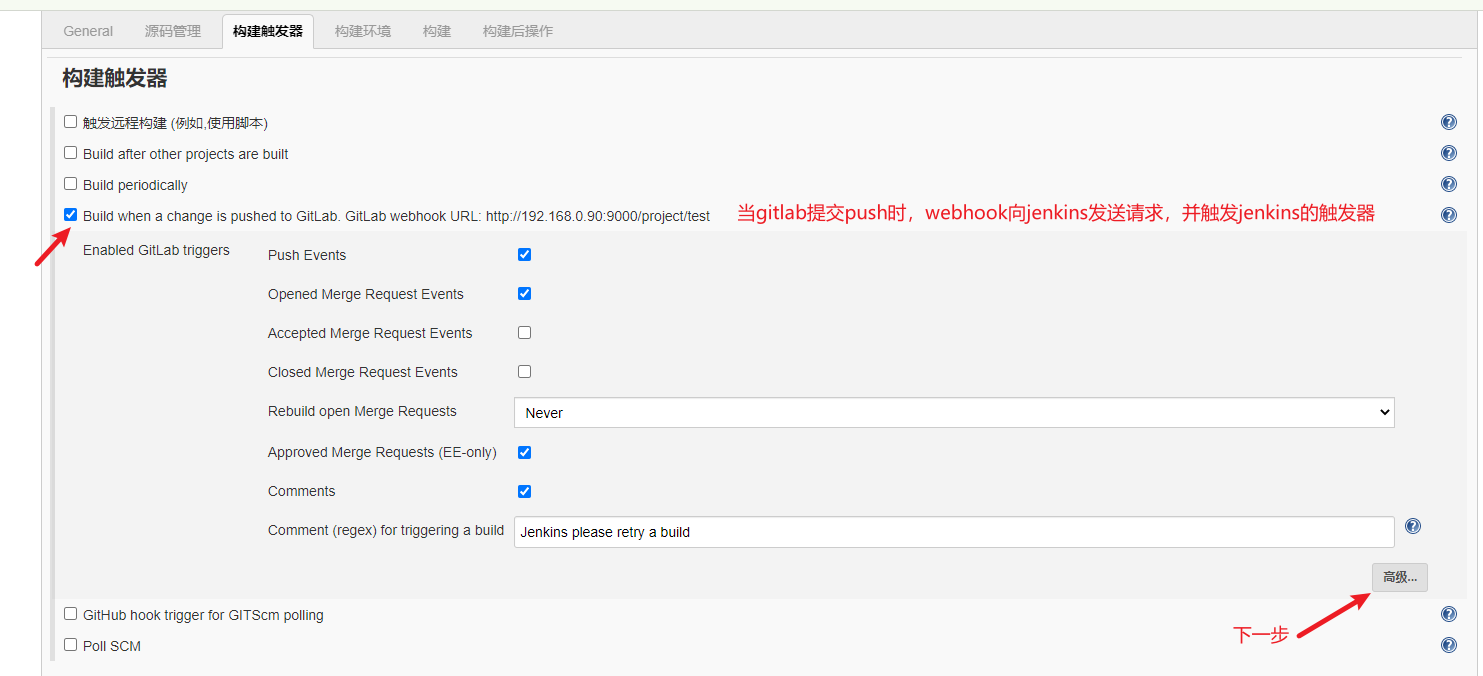 General 源码管理 构建触发器 构建环境 构建 构建后操作
构建触发器
触发远程构建 (例如,使用脚本)
Build after other projects are built
Build periodically
Build when a change is pushed to GitLab. GitLab webhook URL: http://192.168.0.90:9000/project/test 当gitlab提交push时，webhook向jenkins发送请求，并触发jenkins的触发器
Enabled GitLab triggers Push Events
Opened Merge Request Events
Accepted Merge Request Events
Closed Merge Request Events
Rebuild open Merge Requests Never
Approved Merge Requests (EE-only)
Comments
Comment (regex) for triggering a build Jenkins please retry a build
高级...
GitHub hook trigger for GITScm polling
下一步
Poll SCM